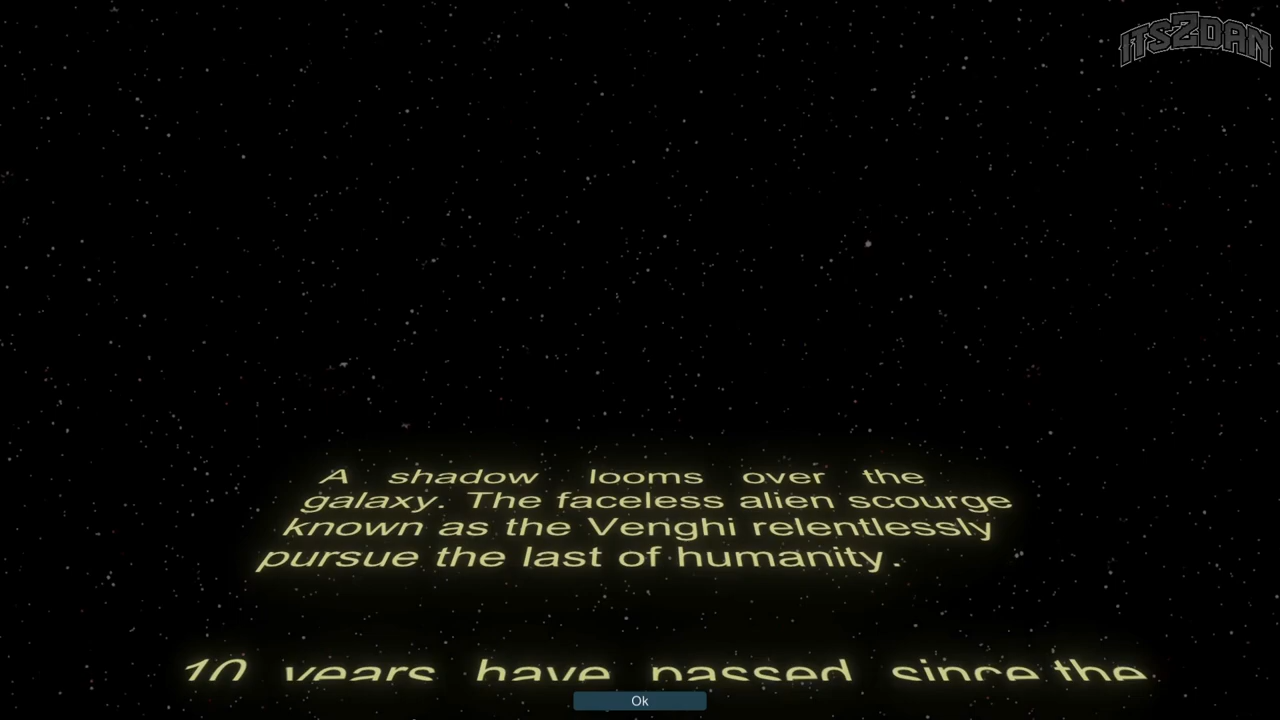 ITSZDAN
A shadow looms over the
galaxy. The faceless alien scourge
known as the Venghi relentlessly
pursue the last of humanity.
10 years have passed since the
Ok